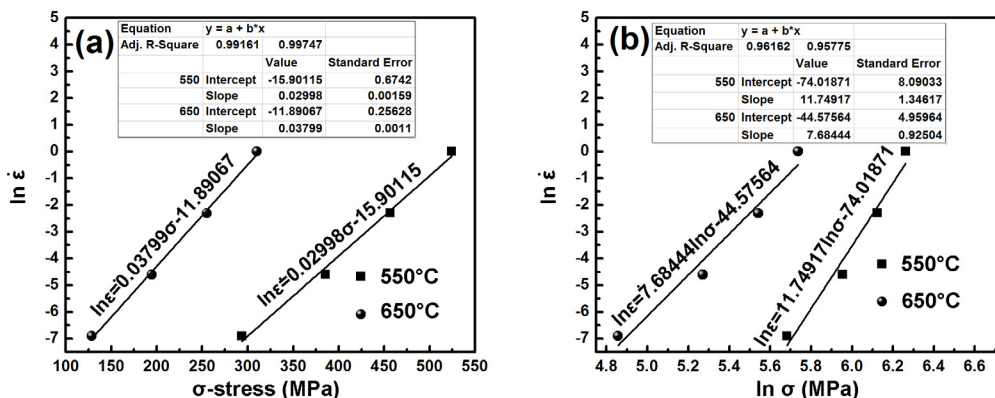 (a)
Equation y = a + b*x
Adj. R-Square 0.99161 0.99747
Value Standard Error
550 Intercept -15.90115 0.6742
Slope 0.02998 0.00159
650 Intercept -11.89067 0.25628
Slope 0.03799 0.0011
lnε̇=0.03799σ-11.89067
lnε̇=0.02998σ-15.90115
550°C
650°C
ln ε̇
1
0
-1
-2
-3
-4
-5
-6
-7
100 150 200 250 300 350 400 450 500 550
σ-stress (MPa)
(b)
Equation y = a + b*x
Adj. R-Square 0.96162 0.95775
Value Standard Error
550 Intercept -74.01871 8.09033
Slope 11.74917 1.34617
650 Intercept -44.57564 4.95964
Slope 7.68444 0.92504
lnε̇=7.68444lnσ-44.57564
lnε̇=11.74917lnσ-74.01871
550°C
650°C
ln ε̇
5
4
3
2
1
0
-1
-2
-3
-4
-5
-6
-7
4.8 5.0 5.2 5.4 5.6 5.8 6.0 6.2 6.4 6.6
ln σ (MPa)